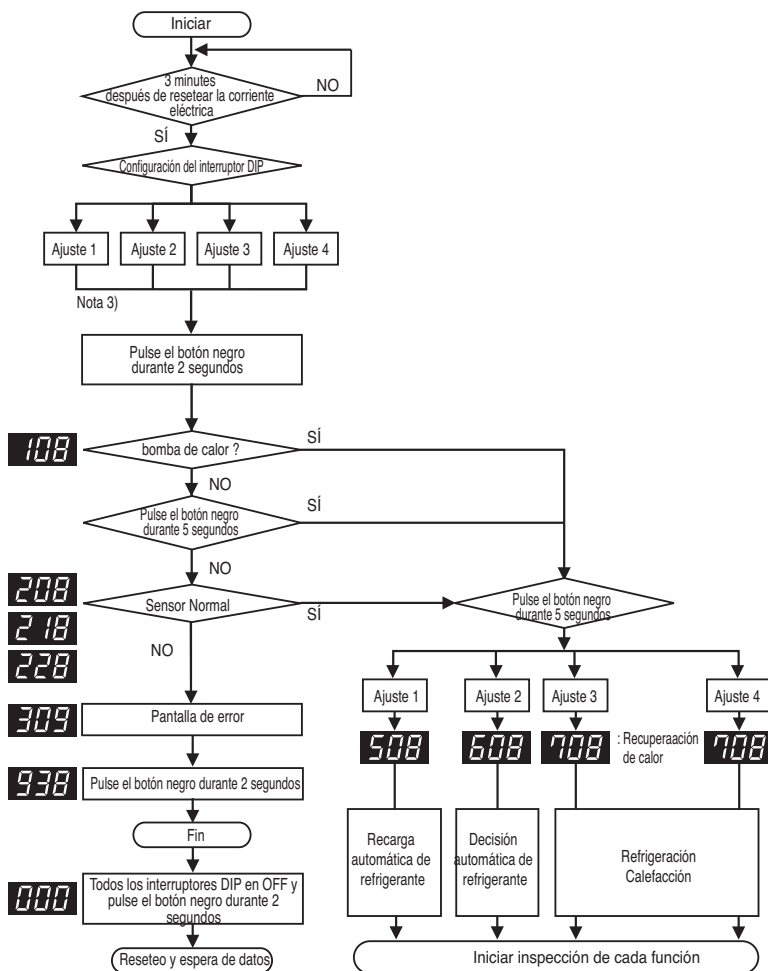 Iniciar
3 minutes
después de resetear la corriente
eléctrica
NO
SÍ
Configuración del interruptor DIP
Ajuste 1
Ajuste 2
Ajuste 3
Ajuste 4
Nota 3)
Pulse el botón negro
durante 2 segundos
108
bomba de calor ?
SÍ
NO
Pulse el botón negro
durante 5 segundos
SÍ
NO
208
218
228
Sensor Normal
SÍ
NO
Pulse el botón negro
durante 5 segundos
Ajuste 1
Ajuste 2
Ajuste 3
Ajuste 4
309
Pantalla de error
508
608
708
: Recuperaación
de calor
708
938
Pulse el botón negro durante 2 segundos
Fin
Recarga
automática de
refrigerante
Decisión
automática de
refrigerante
Refrigeración
Calefacción
000
Todos los interruptores DIP en OFF y
pulse el botón negro durante 2
segundos
Reseteo y espera de datos
Iniciar inspección de cada función